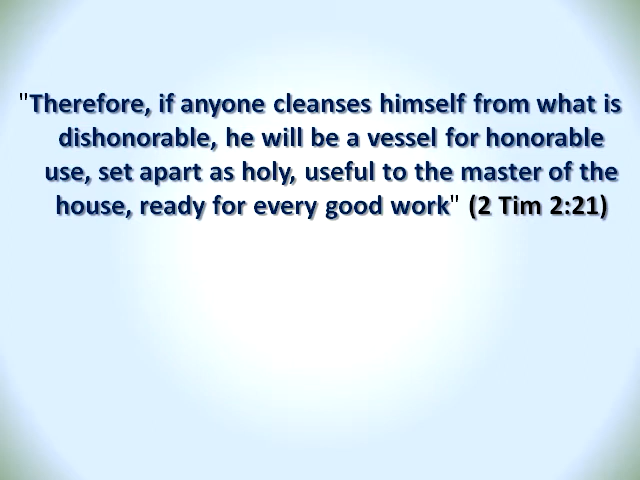 "Therefore, if anyone cleanses himself from what is
dishonorable, he will be a vessel for honorable
use, set apart as holy, useful to the master of the
house, ready for every good work" (2 Tim 2:21)